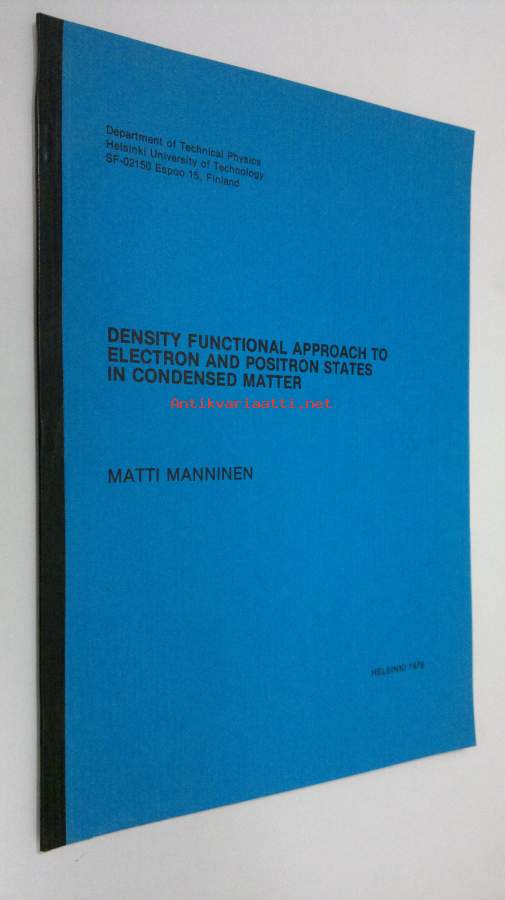 Department of Technical Physics
Helsinki University of Technology
SF-02150 Espoo 15, Finland
DENSITY FUNCTIONAL APPROACH TO
ELECTRON AND POSITRON STATES
IN CONDENSED MATTER
Antikvariaatti.net
MATTI MANNINEN
HELSINKI